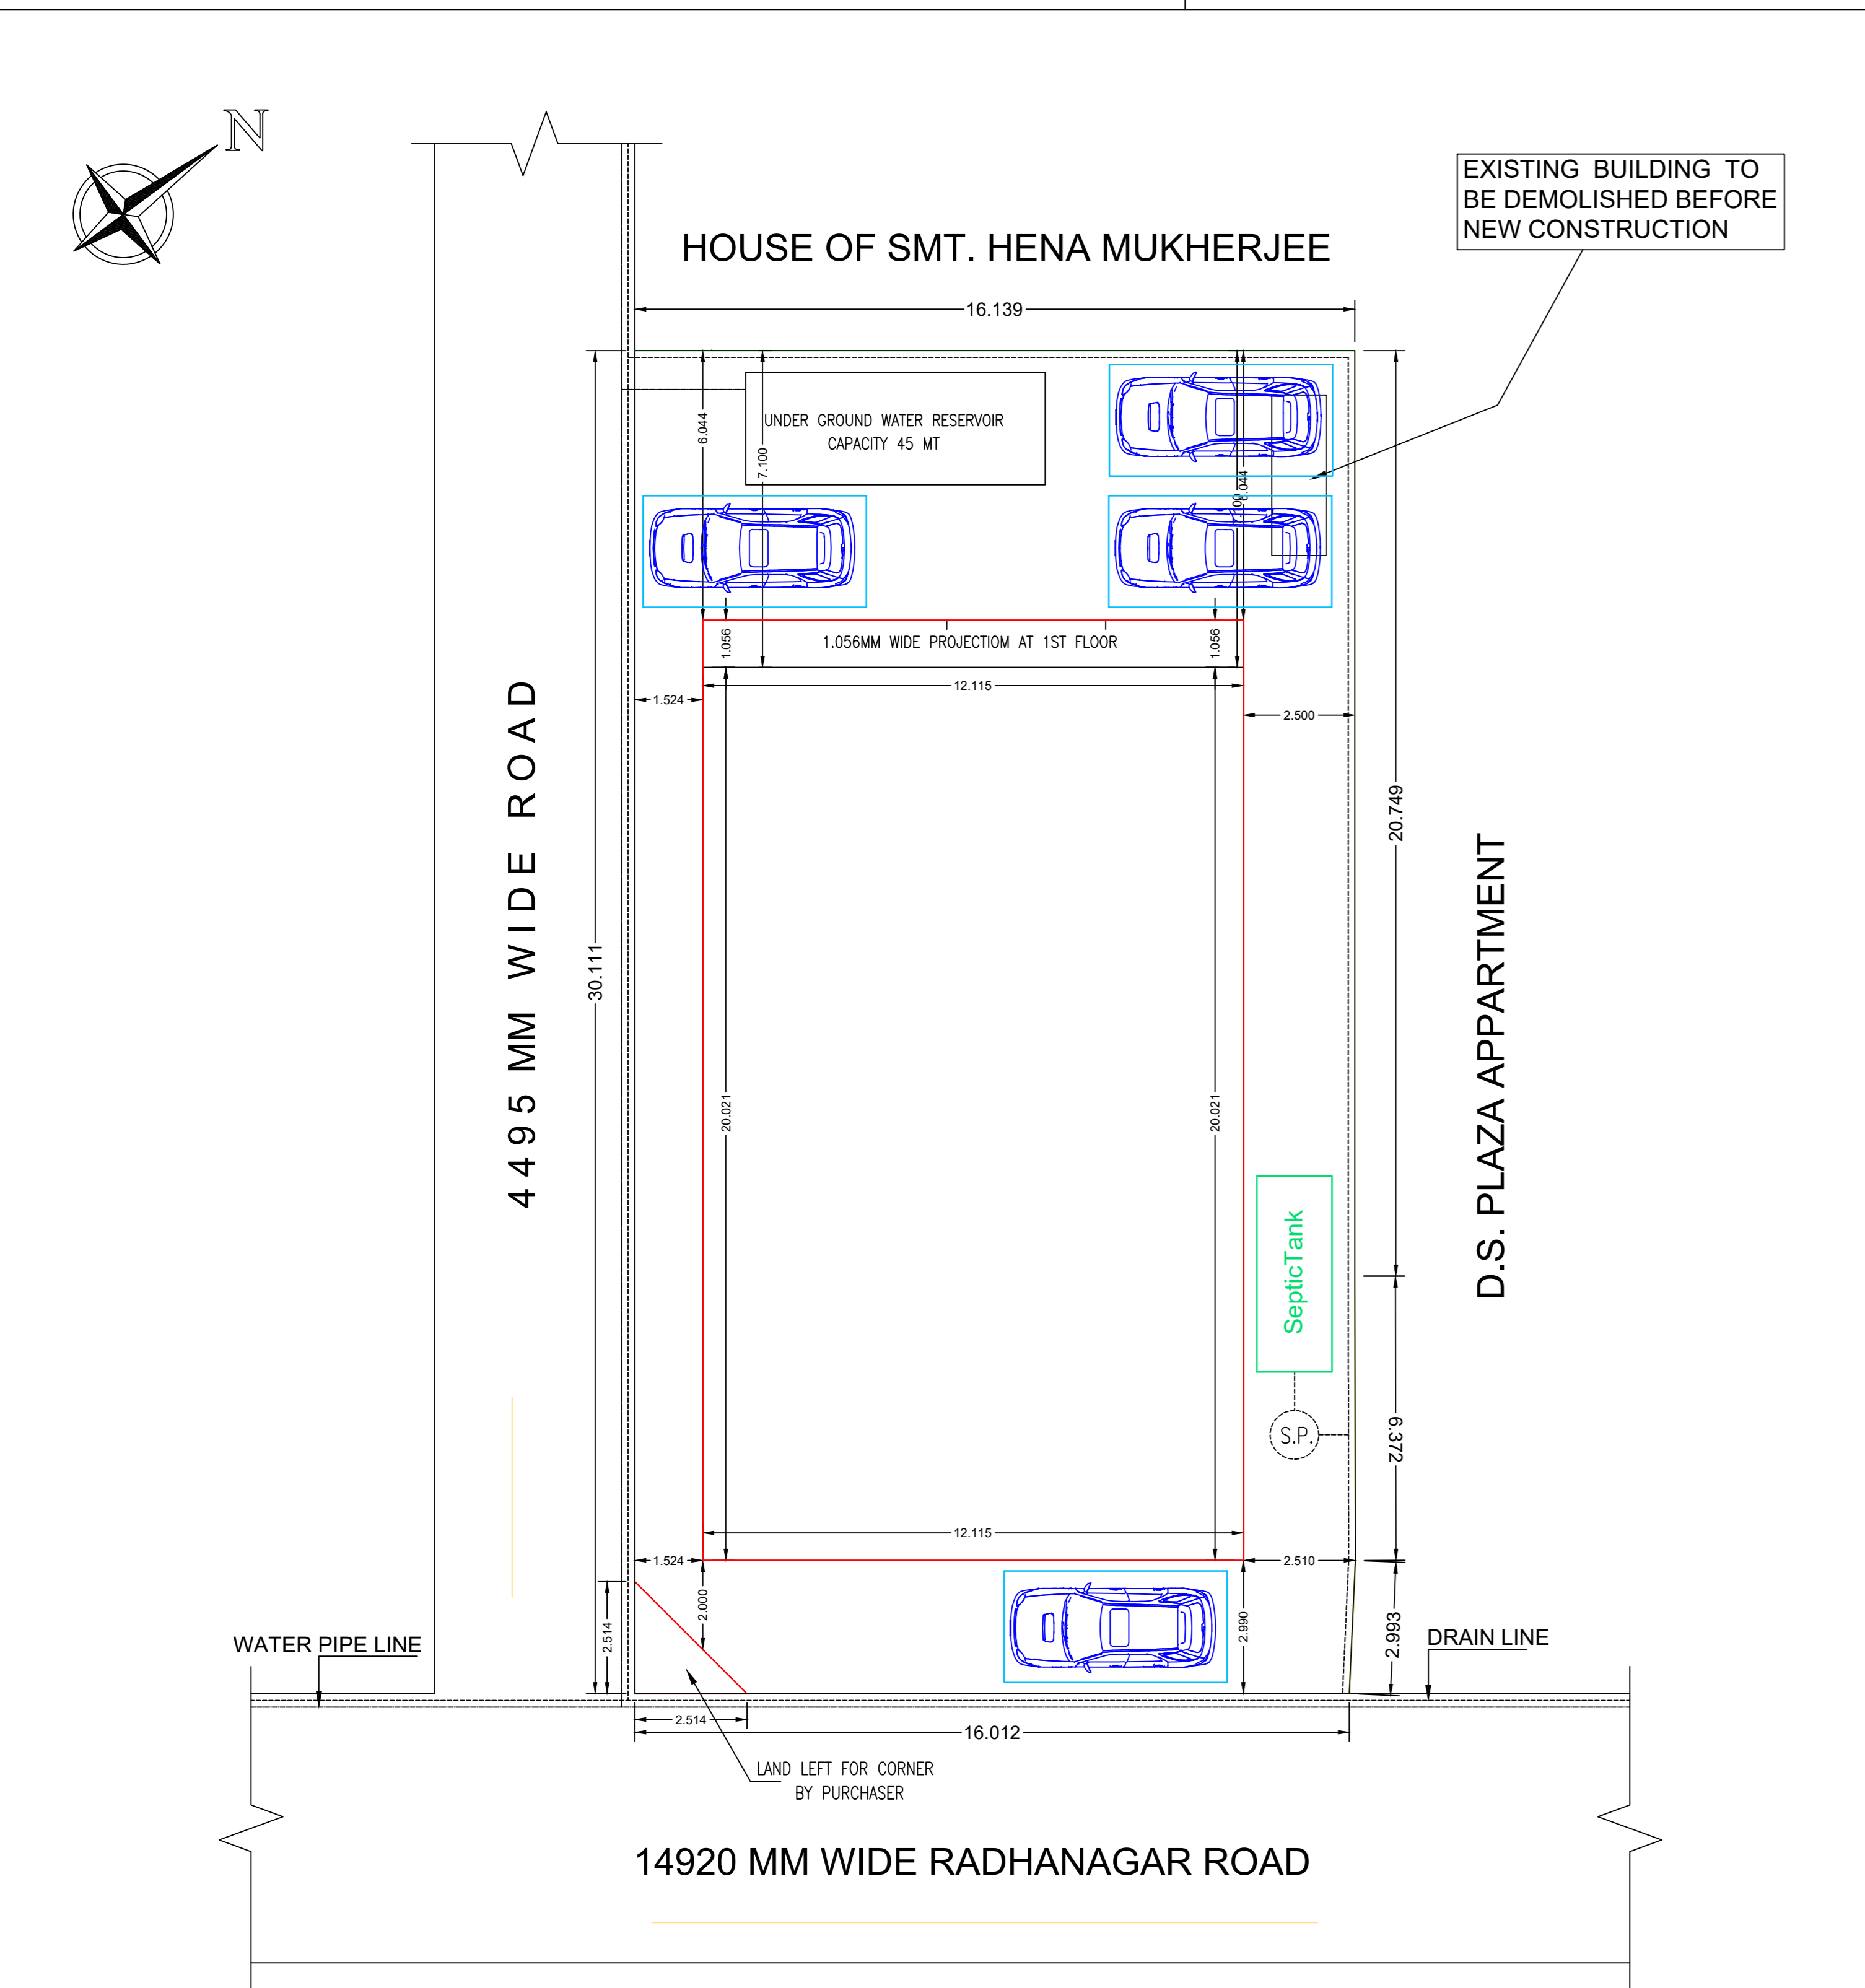 N
EXISTING BUILDING TO
BE DEMOLISHED BEFORE
NEW CONSTRUCTION
HOUSE OF SMT. HENA MUKHERJEE
16.139
UNDER GROUND WATER RESERVOIR
CAPACITY 45 MT
6.044
7.100
6.044
1.056
1.056MM WIDE PROJECTIOM AT 1ST FLOOR
1.056
12.115
1.524
2.500
4495 MM WIDE ROAD
30.111
20.749
D.S. PLAZA APPARTMENT
20.021
20.021
SepticTank
S.P.
6.372
12.115
1.524
2.510
2.000
2.990
2.514
2.993
WATER PIPE LINE
DRAIN LINE
2.514
16.012
LAND LEFT FOR CORNER
BY PURCHASER
14920 MM WIDE RADHANAGAR ROAD